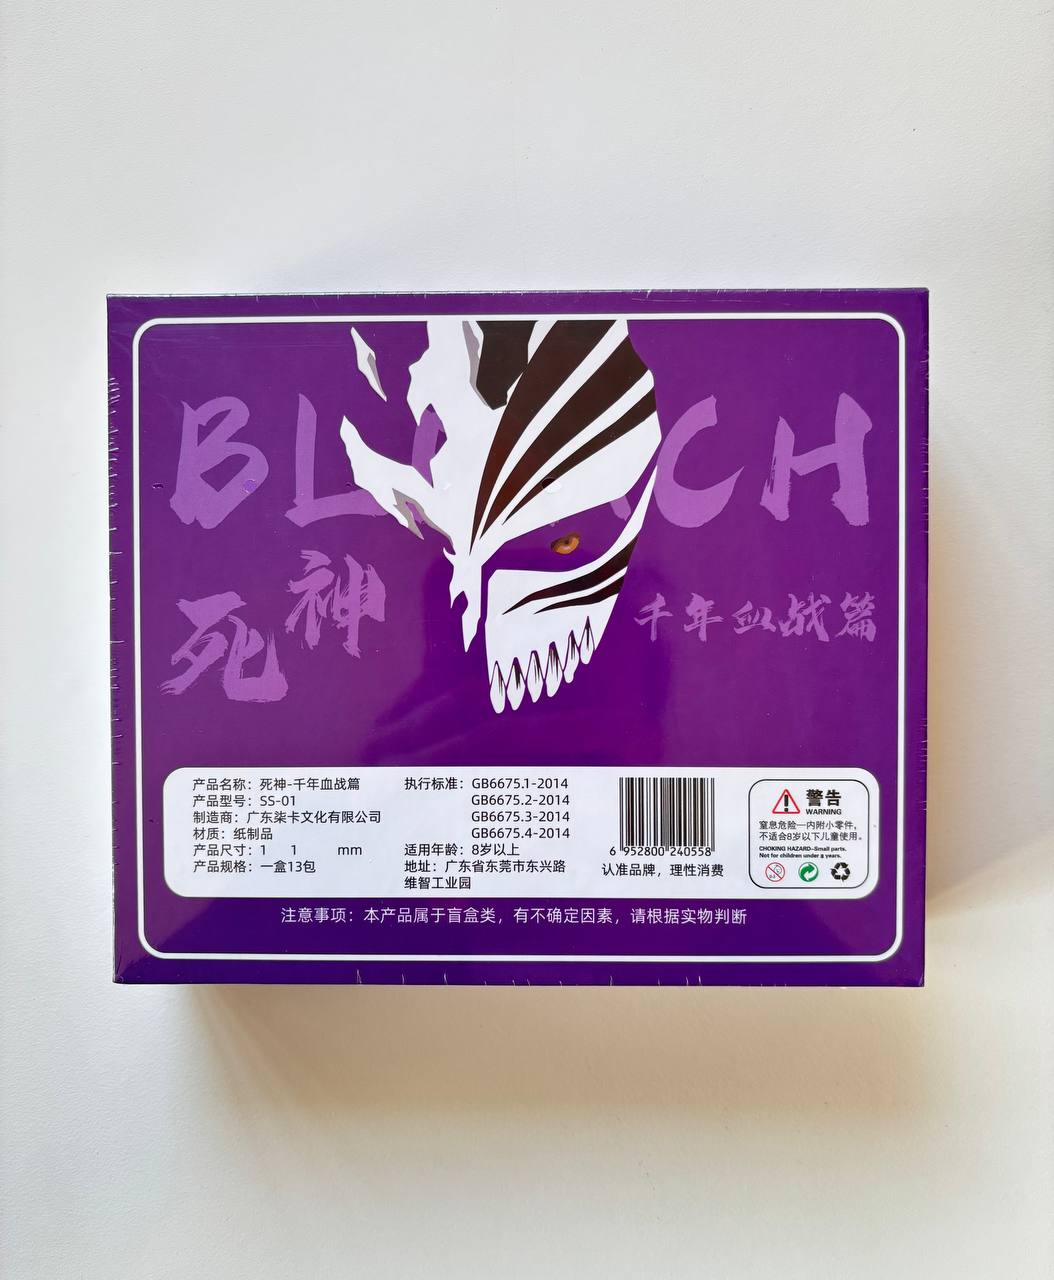 BLEACH
死神
千年血战篇
产品名称：死神-千年血战篇
产品型号：SS-01
制造商：广东柒卡文化有限公司
材质：纸制品
产品尺寸：1 1 mm
产品规格：一盒13包
执行标准：GB6675.1-2014
GB6675.2-2014
GB6675.3-2014
GB6675.4-2014
适用年龄：8岁以上
地址：广东省东莞市东兴路
维智工业园
6 952800 240558
认准品牌，理性消费
警告
WARNING
窒息危险—内附小零件，
不适合8岁以下儿童使用。
CHOKING HAZARD-Small parts.
Not for children under 8 years.
注意事项：本产品属于盲盒类，有不确定因素，请根据实物判断